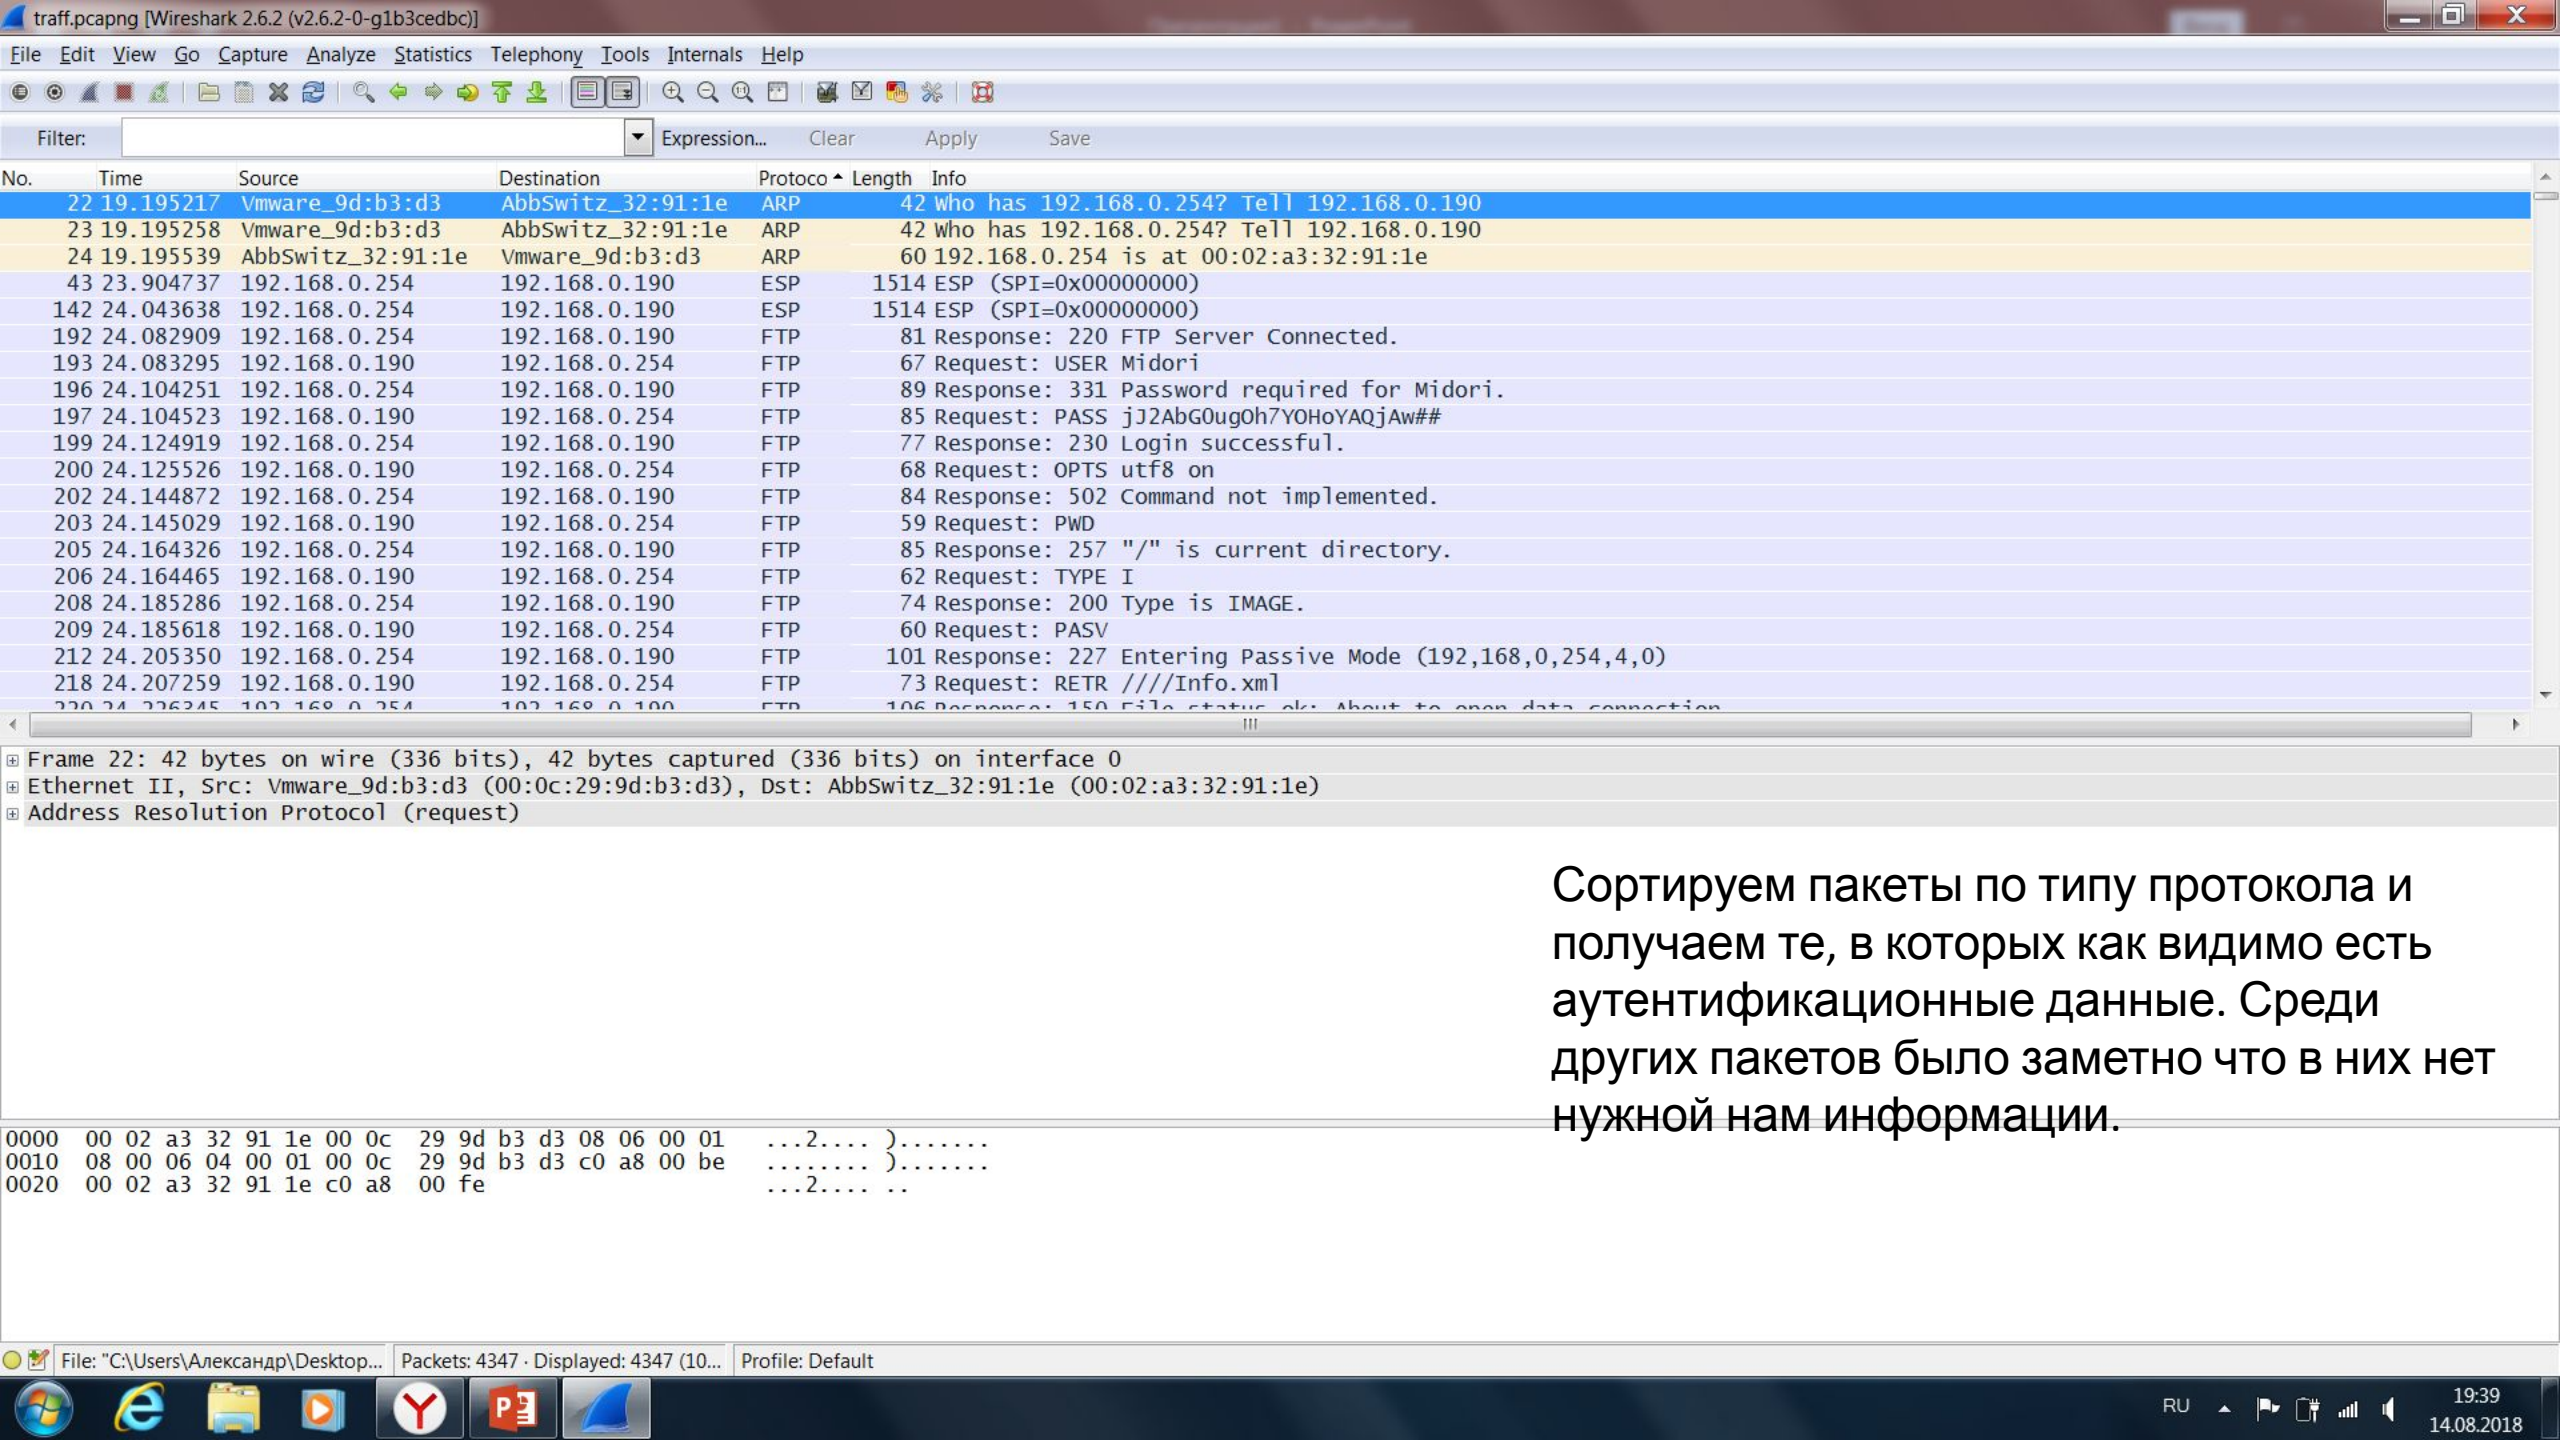 traff.pcapng [Wireshark 2.6.2 (v2.6.2-0-g1b3cedbc)]
File Edit View Go Capture Analyze Statistics Telephony Tools Internals Help
Filter: Expression... Clear Apply Save
No. Time Source Destination Protoco Length Info
22 19.195217 Vmware_9d:b3:d3 AbbSwitz_32:91:1e ARP 42 Who has 192.168.0.254? Tell 192.168.0.190
23 19.195258 Vmware_9d:b3:d3 AbbSwitz_32:91:1e ARP 42 Who has 192.168.0.254? Tell 192.168.0.190
24 19.195539 AbbSwitz_32:91:1e Vmware_9d:b3:d3 ARP 60 192.168.0.254 is at 00:02:a3:32:91:1e
43 23.904737 192.168.0.254 192.168.0.190 ESP 1514 ESP (SPI=0x00000000)
142 24.043638 192.168.0.254 192.168.0.190 ESP 1514 ESP (SPI=0x00000000)
192 24.082909 192.168.0.254 192.168.0.190 FTP 81 Response: 220 FTP Server Connected.
193 24.083295 192.168.0.190 192.168.0.254 FTP 67 Request: USER Midori
196 24.104251 192.168.0.254 192.168.0.190 FTP 89 Response: 331 Password required for Midori.
197 24.104523 192.168.0.190 192.168.0.254 FTP 85 Request: PASS jJ2AbGOugOh7YOHoYAQjAw##
199 24.124919 192.168.0.254 192.168.0.190 FTP 77 Response: 230 Login successful.
200 24.125526 192.168.0.190 192.168.0.254 FTP 68 Request: OPTS utf8 on
202 24.144872 192.168.0.254 192.168.0.190 FTP 84 Response: 502 Command not implemented.
203 24.145029 192.168.0.190 192.168.0.254 FTP 59 Request: PWD
205 24.164326 192.168.0.254 192.168.0.190 FTP 85 Response: 257 "/" is current directory.
206 24.164465 192.168.0.190 192.168.0.254 FTP 62 Request: TYPE I
208 24.185286 192.168.0.254 192.168.0.190 FTP 74 Response: 200 Type is IMAGE.
209 24.185618 192.168.0.190 192.168.0.254 FTP 60 Request: PASV
212 24.205350 192.168.0.254 192.168.0.190 FTP 101 Response: 227 Entering Passive Mode (192,168,0,254,4,0)
218 24.207259 192.168.0.190 192.168.0.254 FTP 73 Request: RETR ////Info.xml
220 24.226345 192.168.0.254 192.168.0.190 FTP 106 Response: 150 File status ok: About to open data connection
Frame 22: 42 bytes on wire (336 bits), 42 bytes captured (336 bits) on interface 0
Ethernet II, Src: Vmware_9d:b3:d3 (00:0c:29:9d:b3:d3), Dst: AbbSwitz_32:91:1e (00:02:a3:32:91:1e)
Address Resolution Protocol (request)
Сортируем пакеты по типу протокола и
получаем те, в которых как видимо есть
аутентификационные данные. Среди
других пакетов было заметно что в них нет
нужной нам информации.
0000 00 02 a3 32 91 1e 00 0c 29 9d b3 d3 08 06 00 01 ...2.... ).......
0010 08 00 06 04 00 01 00 0c 29 9d b3 d3 c0 a8 00 be ........ ).......
0020 00 02 a3 32 91 1e c0 a8 00 fe ...2.... ..
File: "C:\Users\Александр\Desktop... Packets: 4347 · Displayed: 4347 (10... Profile: Default
RU
19:39
14.08.2018